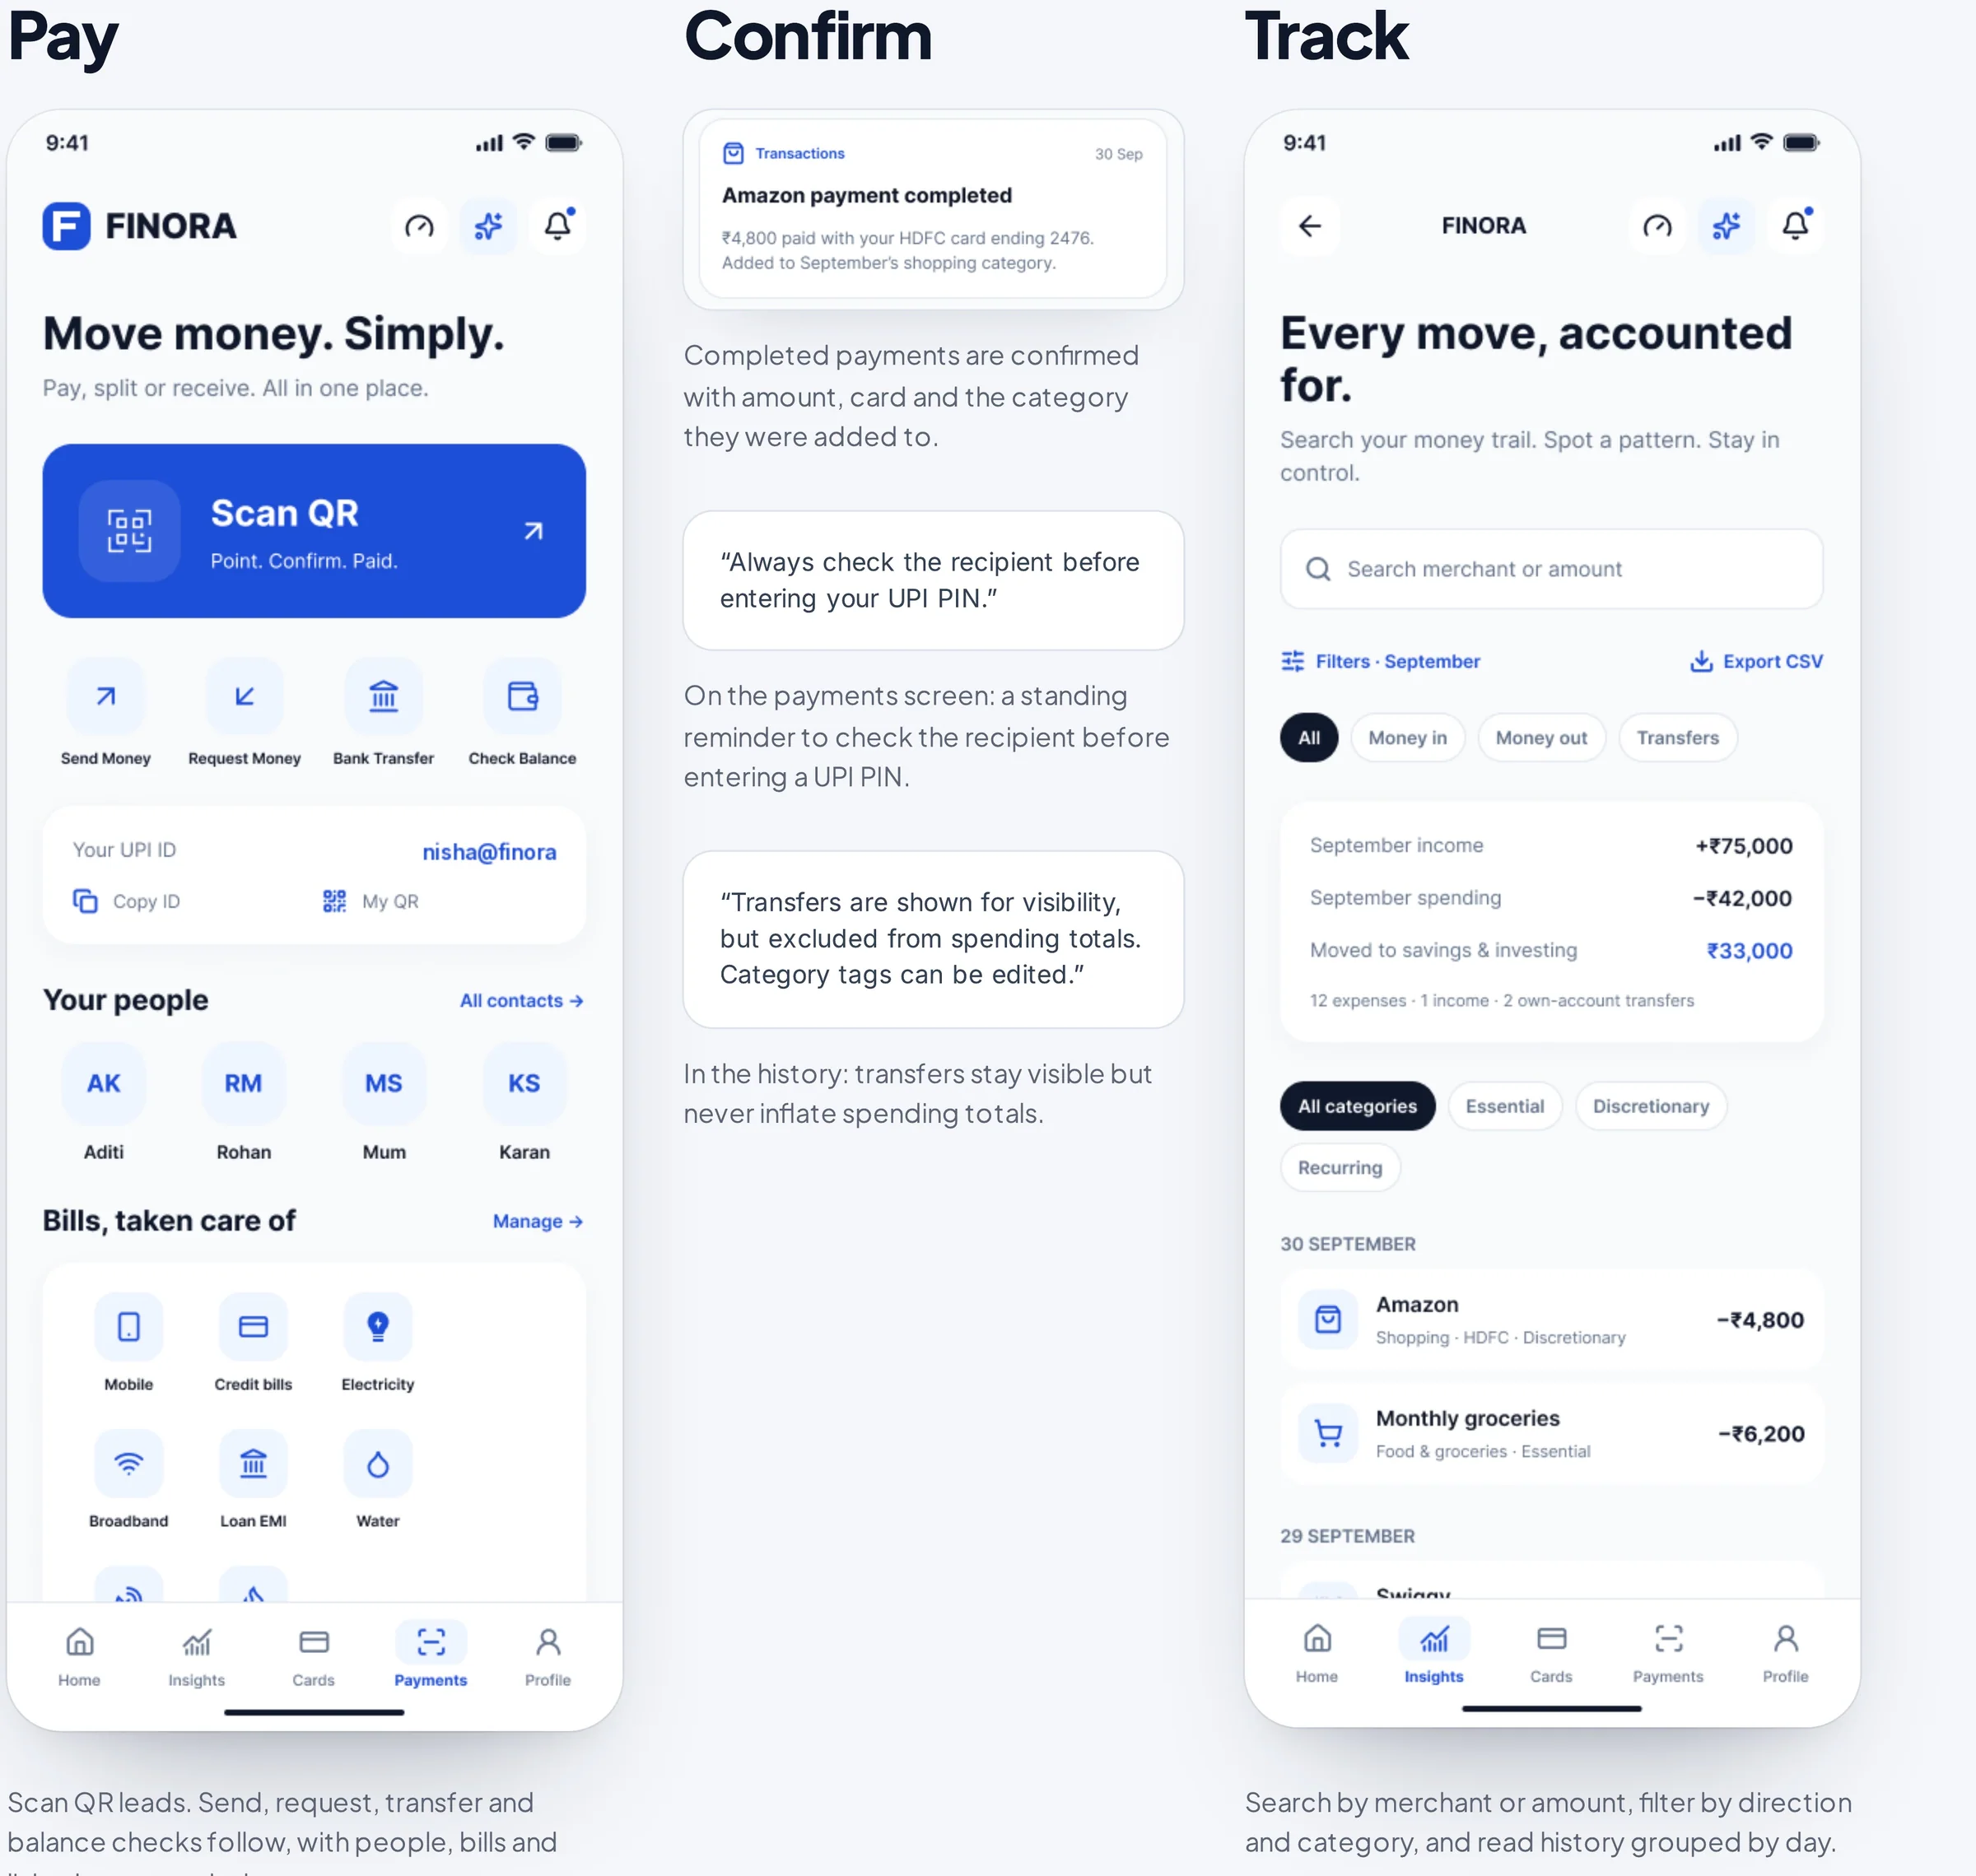 Pay
9:41
FINORA
Move money. Simply.
Pay, split or receive. All in one place.
Scan QR
Point. Confirm. Paid.
Send Money
Request Money
Bank Transfer
Check Balance
Your UPI ID
nisha@finora
Copy ID
My QR
Your people
All contacts →
AK
RM
MS
KS
Aditi
Rohan
Mum
Karan
Bills, taken care of
Manage →
Mobile
Credit bills
Electricity
Broadband
Loan EMI
Water
Home
Insights
Cards
Payments
Profile
Scan QR leads. Send, request, transfer and
balance checks follow, with people, bills and
Confirm
Transactions
30 Sep
Amazon payment completed
₹4,800 paid with your HDFC card ending 2476.
Added to September’s shopping category.
Completed payments are confirmed
with amount, card and the category
they were added to.
“Always check the recipient before
entering your UPI PIN.”
On the payments screen: a standing
reminder to check the recipient before
entering a UPI PIN.
“Transfers are shown for visibility,
but excluded from spending totals.
Category tags can be edited.”
In the history: transfers stay visible but
never inflate spending totals.
Track
9:41
FINORA
Every move, accounted
for.
Search your money trail. Spot a pattern. Stay in
control.
Search merchant or amount
Filters · September
Export CSV
All
Money in
Money out
Transfers
September income
+₹75,000
September spending
−₹42,000
Moved to savings & investing
₹33,000
12 expenses · 1 income · 2 own-account transfers
All categories
Essential
Discretionary
Recurring
30 SEPTEMBER
Amazon
−₹4,800
Shopping · HDFC · Discretionary
Monthly groceries
−₹6,200
Food & groceries · Essential
29 SEPTEMBER
Swiggy
Home
Insights
Cards
Payments
Profile
Search by merchant or amount, filter by direction
and category, and read history grouped by day.